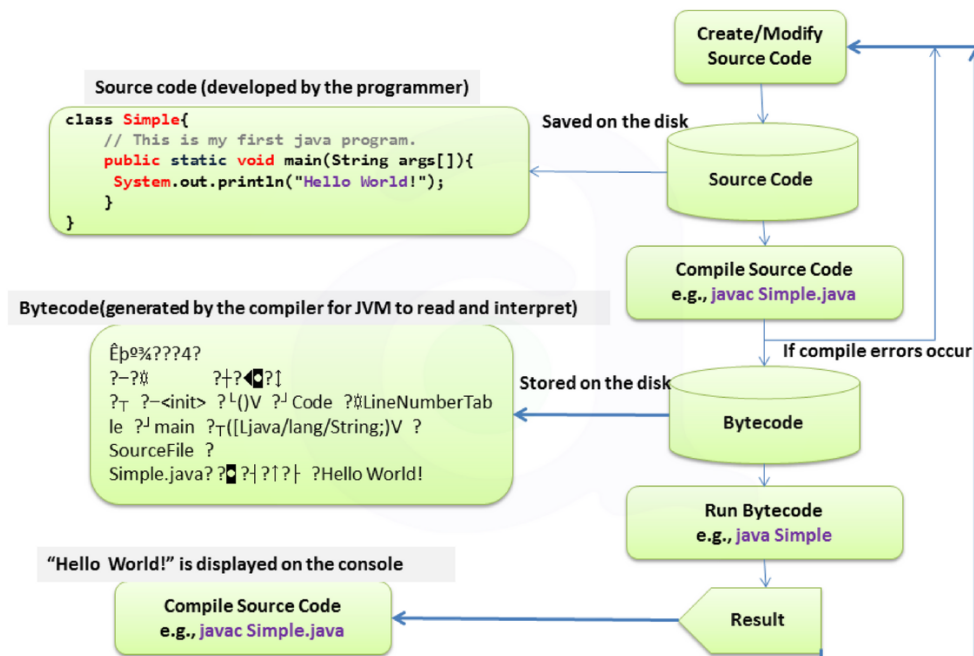 Create/Modify
Source Code
Source code (developed by the programmer)
class Simple{
// This is my first java program.
public static void main(String args[]){
System.out.println("Hello World!");
}
}
Saved on the disk
Source Code
Compile Source Code
e.g., javac Simple.java
Bytecode(generated by the compiler for JVM to read and interpret)
If compile errors occur
Êþº¾???4?
?–?¤ ?┼?◄◘?↕
?┬ ?–<init> ?└()V ?┘Code ?¤LineNumberTab
le ?┘main ?┬([Ljava/lang/String;)V ?
SourceFile ?
Simple.java? ?◘ ?┤?↑?├ ?Hello World!
Stored on the disk
Bytecode
Run Bytecode
e.g., java Simple
“Hello World!” is displayed on the console
Compile Source Code
e.g., javac Simple.java
Result